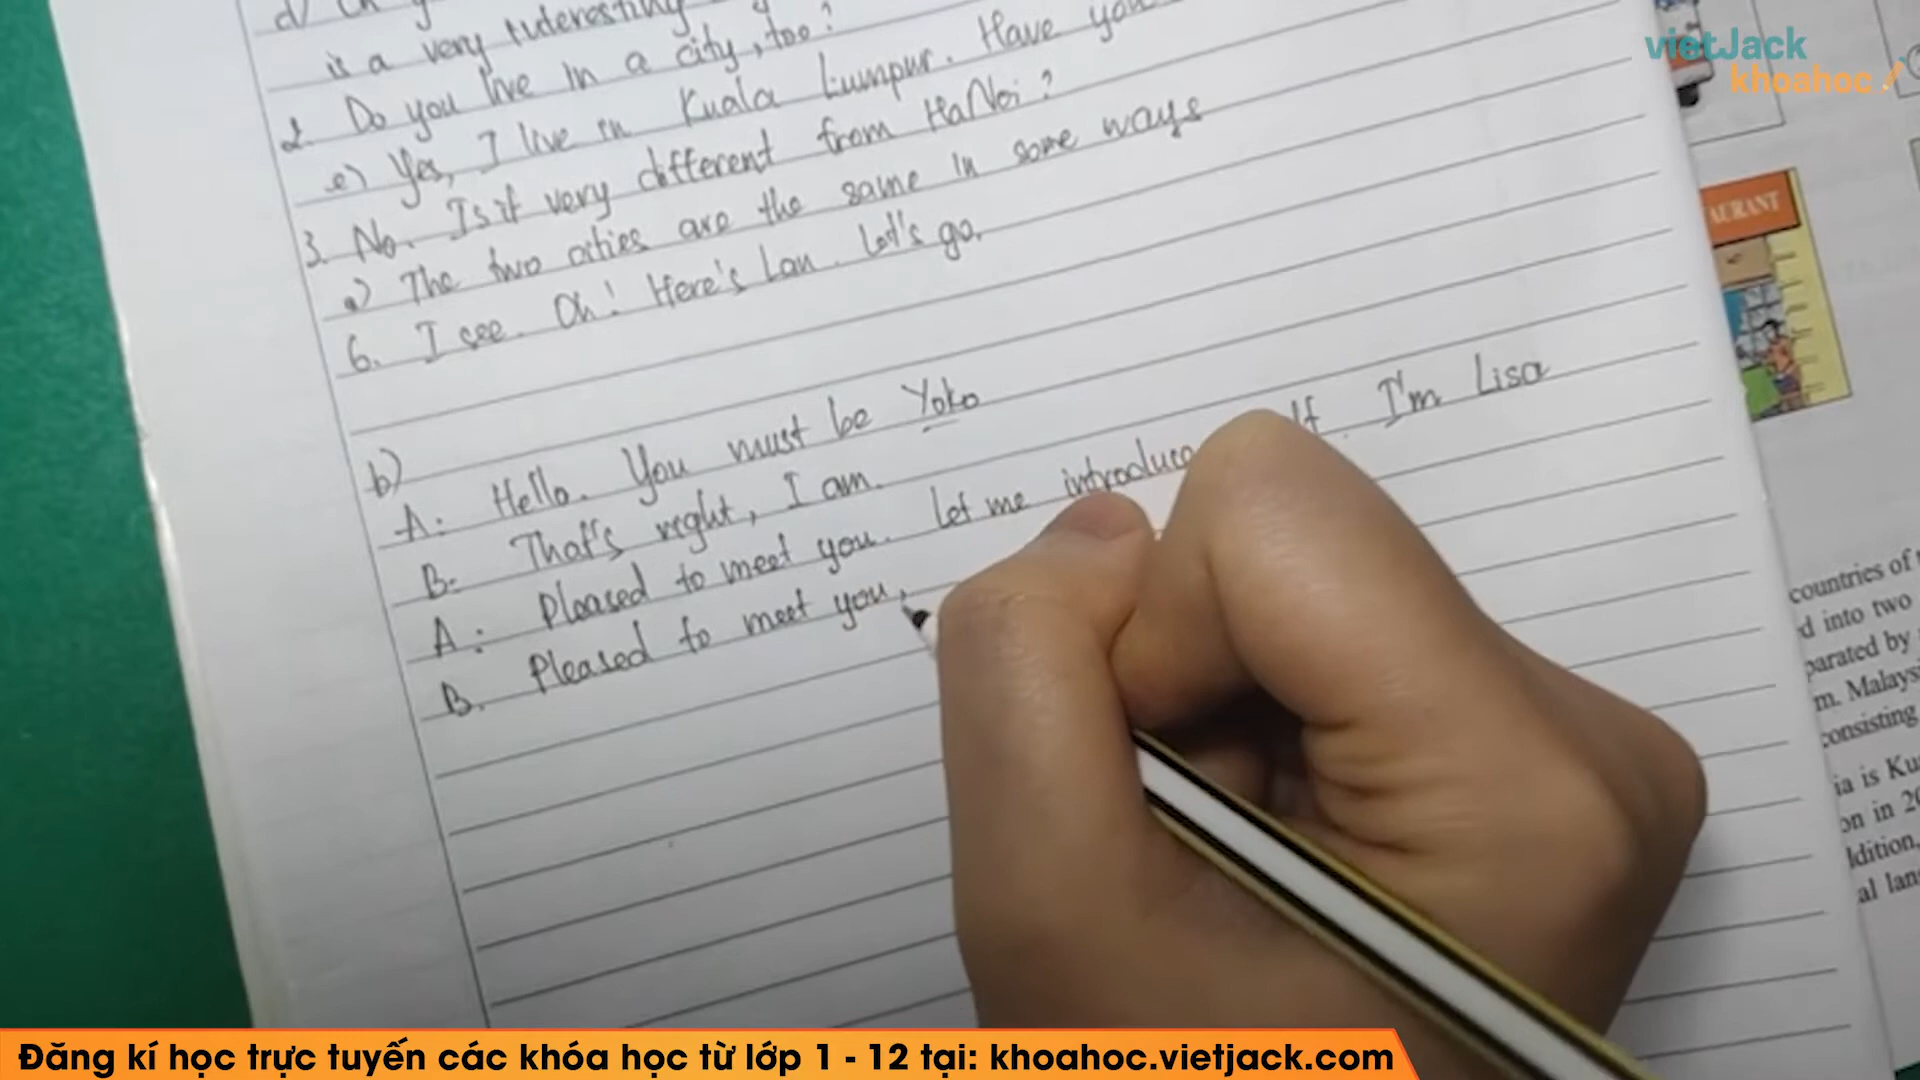 is a very interesting
2. Do you live in a city, too?
e) Yes, I live in Kuala Lumpur. Have you
3. No. Is it very different from HaNoi?
a) The two cities are the same in some ways
6. I see. Oh! Here's Lan. Let's go.
b)
A: Hello. You must be Yoko
B: That's right, I am.
A: Pleased to meet you. Let me introduce lf. I'm Lisa
B. Pleased to meet you,
vietJack
khoahoc
AURANT
countries of
d into two
parated by
m. Malays
consisting
ia is Ku
on in 20
ddition,
al lan
Đăng kí học trực tuyến các khóa học từ lớp 1 - 12 tại: khoahoc.vietjack.com